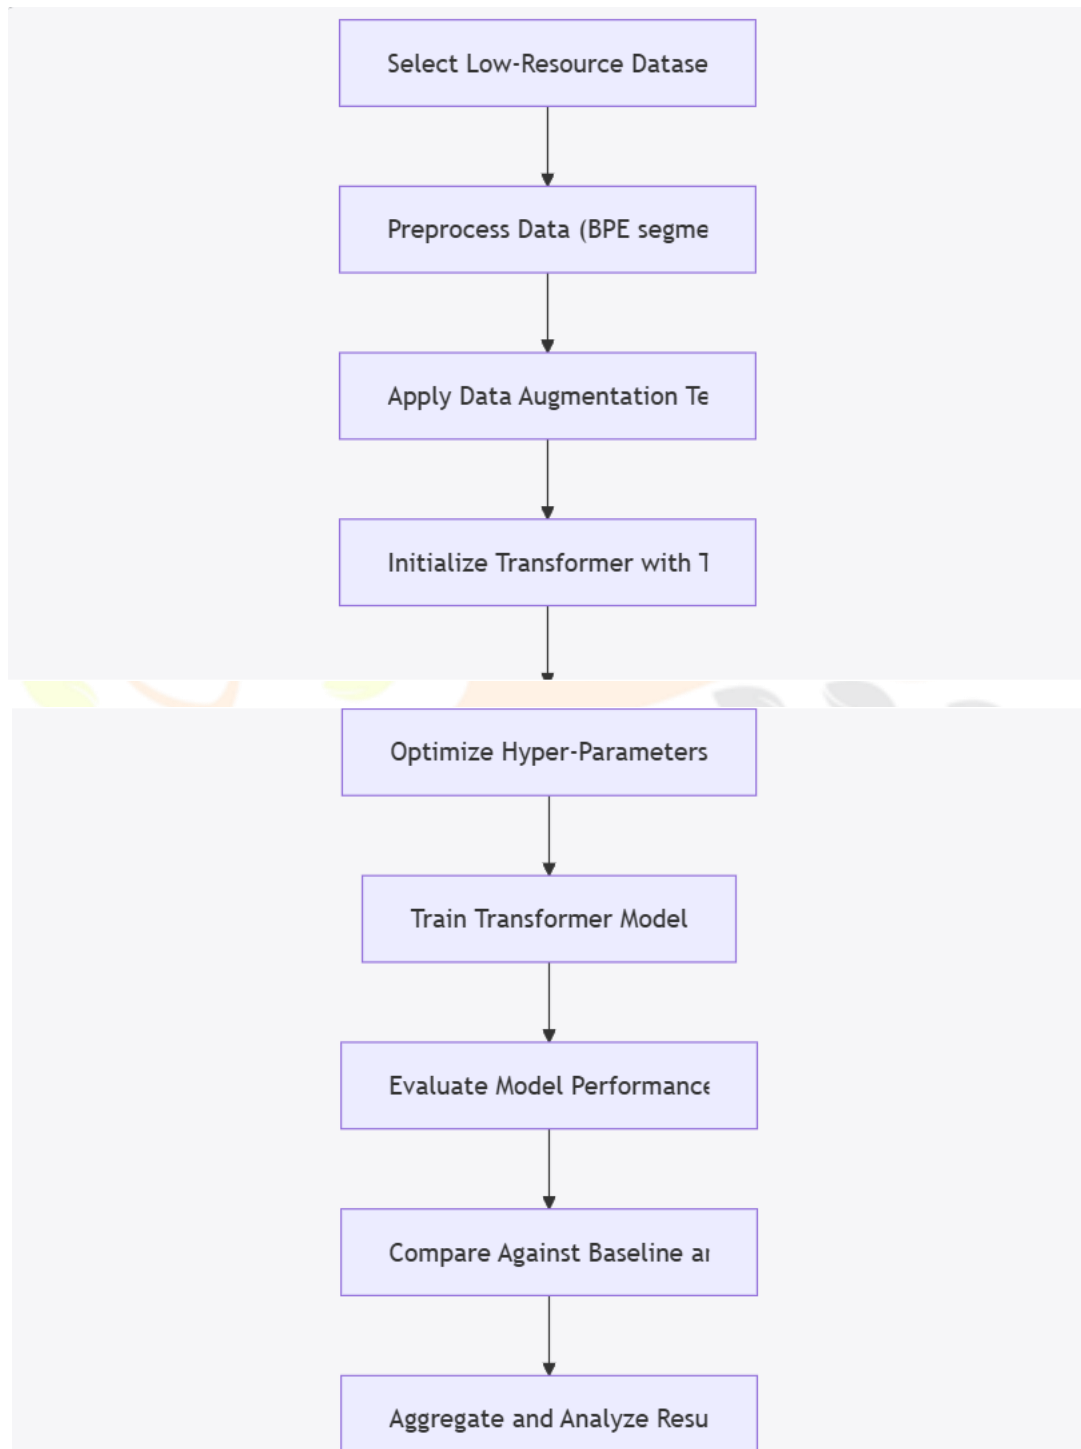 Select Low-Resource Datase
Preprocess Data (BPE segme
Apply Data Augmentation Te
Initialize Transformer with T
Optimize Hyper-Parameters
Train Transformer Model
Evaluate Model Performance
Compare Against Baseline ar
Aggregate and Analyze Resu